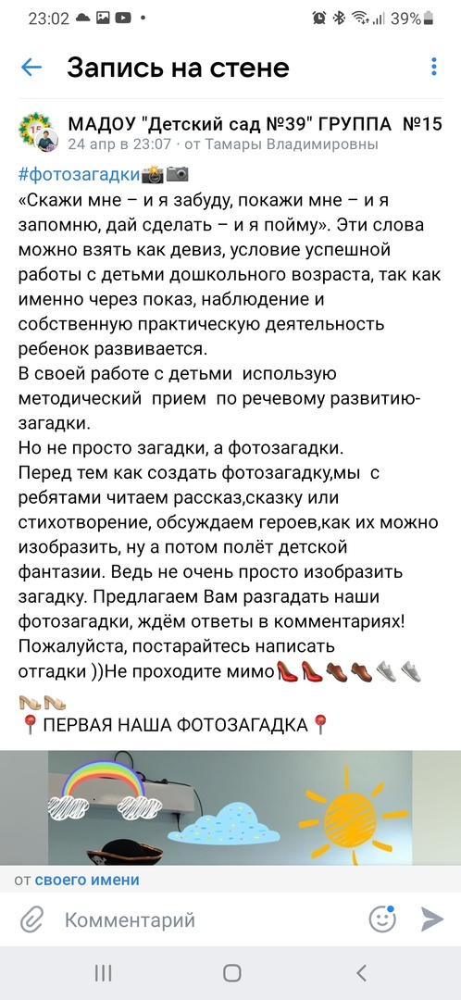 23:02
39%
Запись на стене
15
МАДОУ "Детский сад №39" ГРУППА №15
24 апр в 23:07 · от Тамары Владимировны
#фотозагадки📸📷
«Скажи мне – и я забуду, покажи мне – и я
запомню, дай сделать – и я пойму». Эти слова
можно взять как девиз, условие успешной
работы с детьми дошкольного возраста, так как
именно через показ, наблюдение и
собственную практическую деятельность
ребенок развивается.
В своей работе с детьми использую
методический прием по речевому развитию-
загадки.
Но не просто загадки, а фотозагадки.
Перед тем как создать фотозагадку,мы с
ребятами читаем рассказ,сказку или
стихотворение, обсуждаем героев,как их можно
изобразить, ну а потом полёт детской
фантазии. Ведь не очень просто изобразить
загадку. Предлагаем Вам разгадать наши
фотозагадки, ждём ответы в комментариях!
Пожалуйста, постарайтесь написать
отгадки ))Не проходите мимо👠👠👞👞👟👟
👡👡
📍ПЕРВАЯ НАША ФОТОЗАГАДКА📍
от своего имени
Комментарий